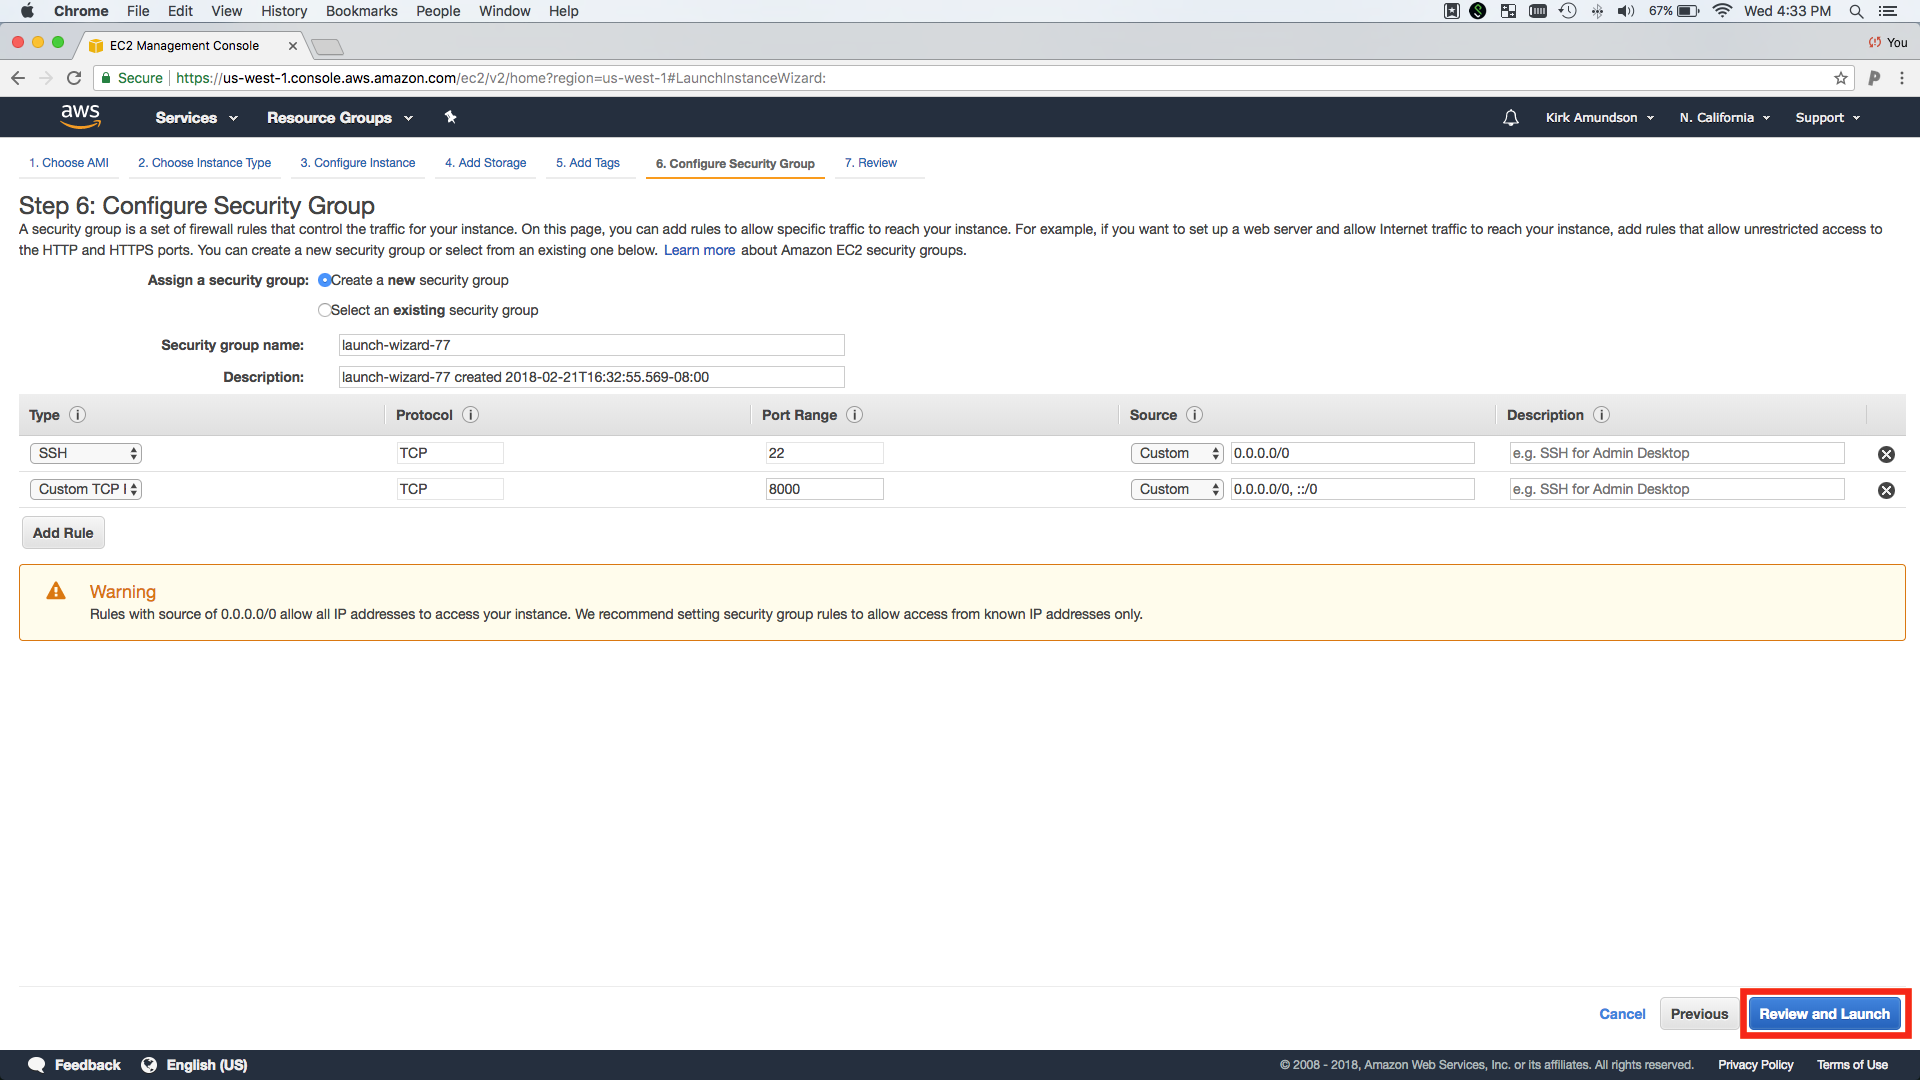 Chrome File Edit View History Bookmarks People Window Help 67% Wed 4:33 PM
EC2 Management Console You
Secure https://us-west-1.console.aws.amazon.com/ec2/v2/home?region=us-west-1#LaunchInstanceWizard:
aws Services Resource Groups Kirk Amundson N. California Support
1. Choose AMI 2. Choose Instance Type 3. Configure Instance 4. Add Storage 5. Add Tags 6. Configure Security Group 7. Review
Step 6: Configure Security Group
A security group is a set of firewall rules that control the traffic for your instance. On this page, you can add rules to allow specific traffic to reach your instance. For example, if you want to set up a web server and allow Internet traffic to reach your instance, add rules that allow unrestricted access to
the HTTP and HTTPS ports. You can create a new security group or select from an existing one below. Learn more about Amazon EC2 security groups.
Assign a security group: Create a new security group
Select an existing security group
Security group name: launch-wizard-77
Description: launch-wizard-77 created 2018-02-21T16:32:55.569-08:00
Type Protocol Port Range Source Description
SSH TCP 22 Custom 0.0.0.0/0 e.g. SSH for Admin Desktop
Custom TCP TCP 8000 Custom 0.0.0.0/0, ::/0 e.g. SSH for Admin Desktop
Add Rule
Warning
Rules with source of 0.0.0.0/0 allow all IP addresses to access your instance. We recommend setting security group rules to allow access from known IP addresses only.
Cancel Previous Review and Launch
Feedback English (US) © 2008 - 2018, Amazon Web Services, Inc. or its affiliates. All rights reserved. Privacy Policy Terms of Use